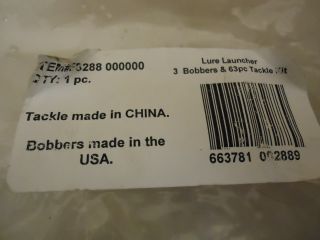 ITEM#:3288 000000
QTY: 1 pc.
Lure Launcher
3 Bobbers & 63pc Tackle Kit
Tackle made in CHINA.
Bobbers made in the
USA.
663781 002889